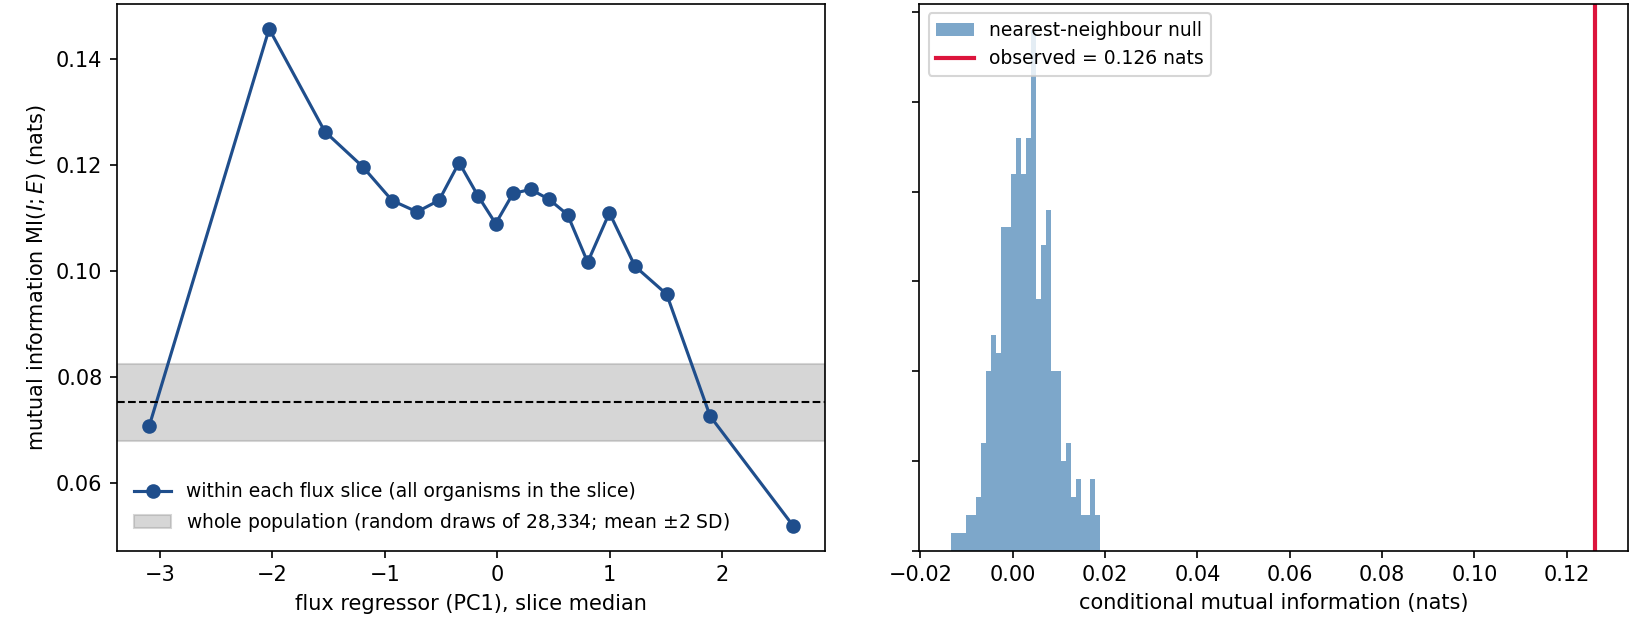 0.14
0.12
0.10
0.08
0.06
mutual information MI(I; E) (nats)
within each flux slice (all organisms in the slice)
whole population (random draws of 28,334; mean ±2 SD)
−3 −2 −1 0 1 2
flux regressor (PC1), slice median
nearest-neighbour null
observed = 0.126 nats
−0.02 0.00 0.02 0.04 0.06 0.08 0.10 0.12
conditional mutual information (nats)